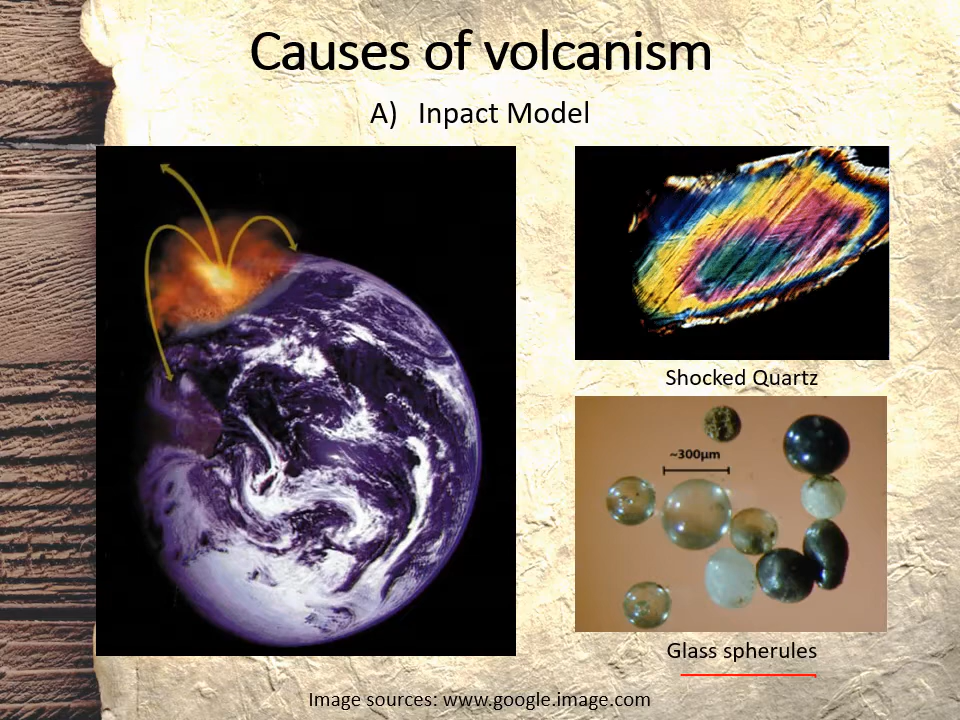 Causes of volcanism
A) Inpact Model
Shocked Quartz
~300µm
Glass spherules
Image sources: www.google.image.com